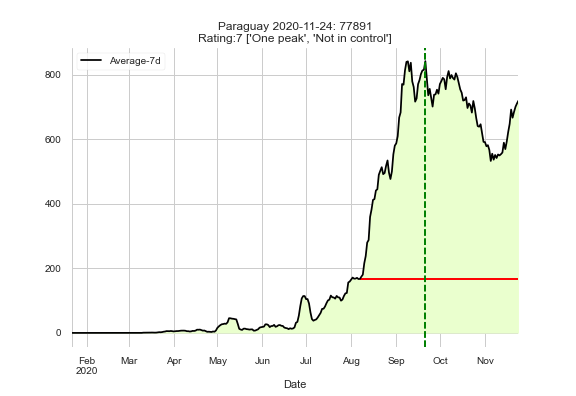 Paraguay 2020-11-24: 77891
Rating:7 ['One peak', 'Not in control']
Average-7d
800
600
400
200
0
Feb Mar Apr May Jun Jul Aug Sep Oct Nov
2020
Date